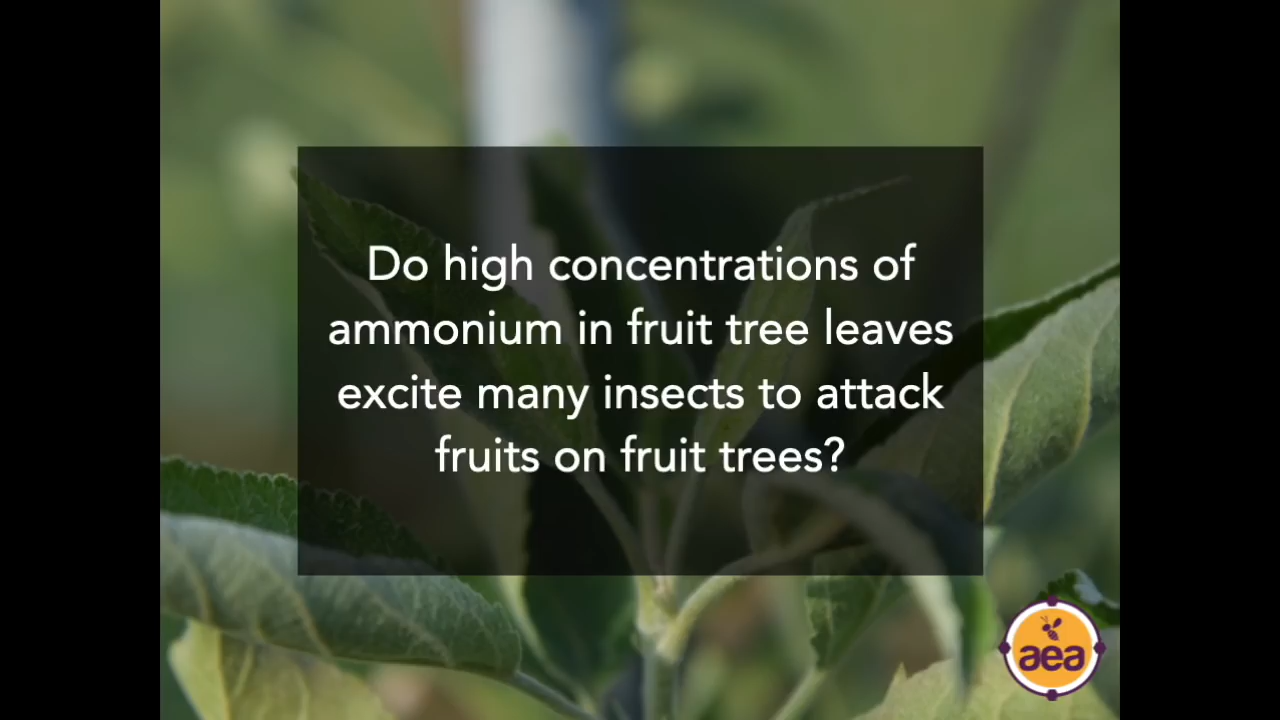 Do high concentrations of
ammonium in fruit tree leaves
excite many insects to attack
fruits on fruit trees?
aea